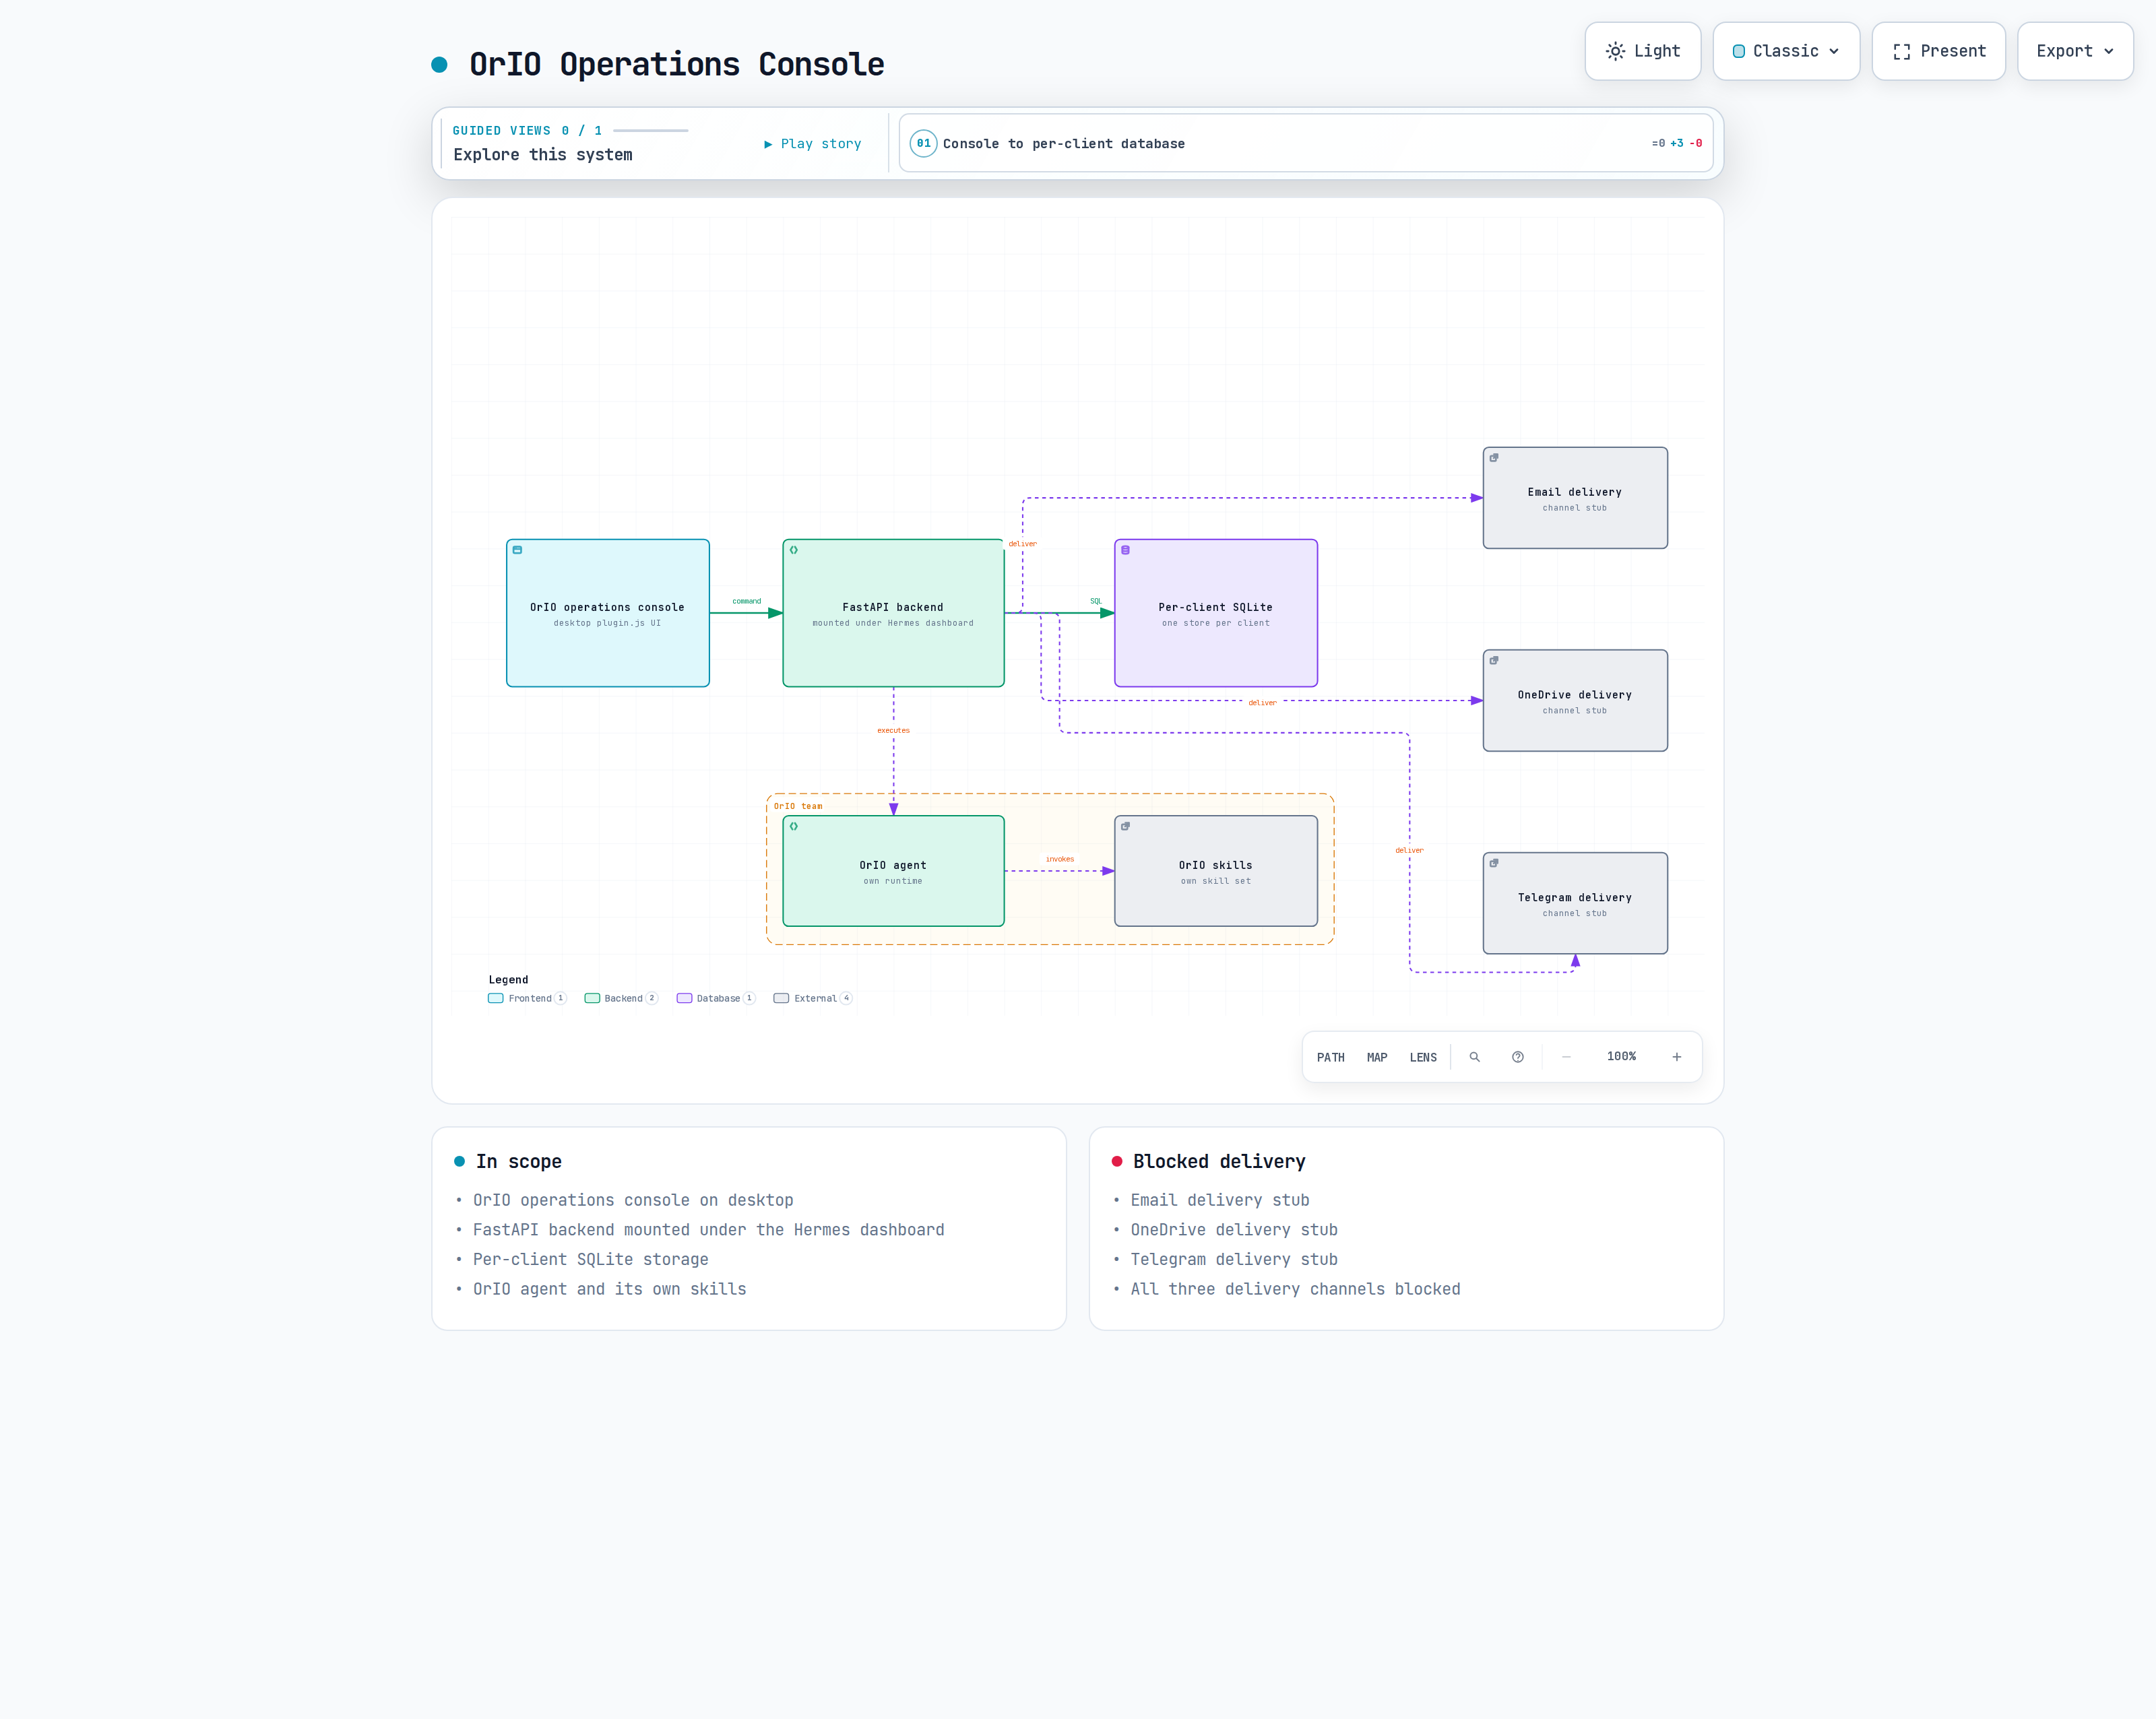 OrIO Operations Console
Light
Classic
Present
Export
GUIDED VIEWS 0 / 1
Explore this system
▶ Play story
01 Console to per-client database
=0 +3 -0
Email delivery
channel stub
deliver
OrIO operations console
desktop plugin.js UI
command
FastAPI backend
mounted under Hermes dashboard
SQL
Per-client SQLite
one store per client
OneDrive delivery
channel stub
deliver
executes
OrIO team
OrIO agent
own runtime
invokes
OrIO skills
own skill set
deliver
Telegram delivery
channel stub
Legend
Frontend 1
Backend 2
Database 1
External 4
PATH MAP LENS
100%
In scope
• OrIO operations console on desktop
• FastAPI backend mounted under the Hermes dashboard
• Per-client SQLite storage
• OrIO agent and its own skills
Blocked delivery
• Email delivery stub
• OneDrive delivery stub
• Telegram delivery stub
• All three delivery channels blocked